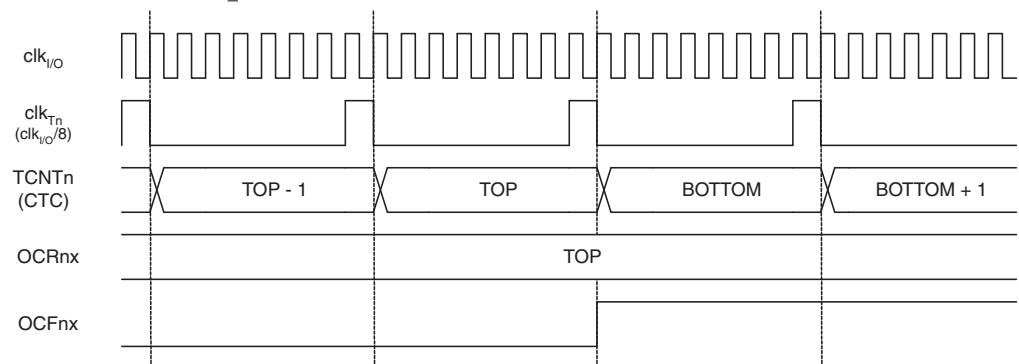 clkI/O
clkTn
(clkI/O/8)
TCNTn
(CTC)
TOP - 1
TOP
BOTTOM
BOTTOM + 1
OCRnx
TOP
OCFnx